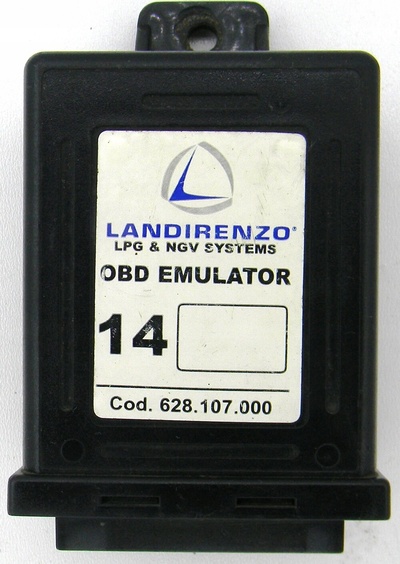 LANDIRENZO®
LPG & NGV SYSTEMS
OBD EMULATOR
14
Cod. 628.107.000